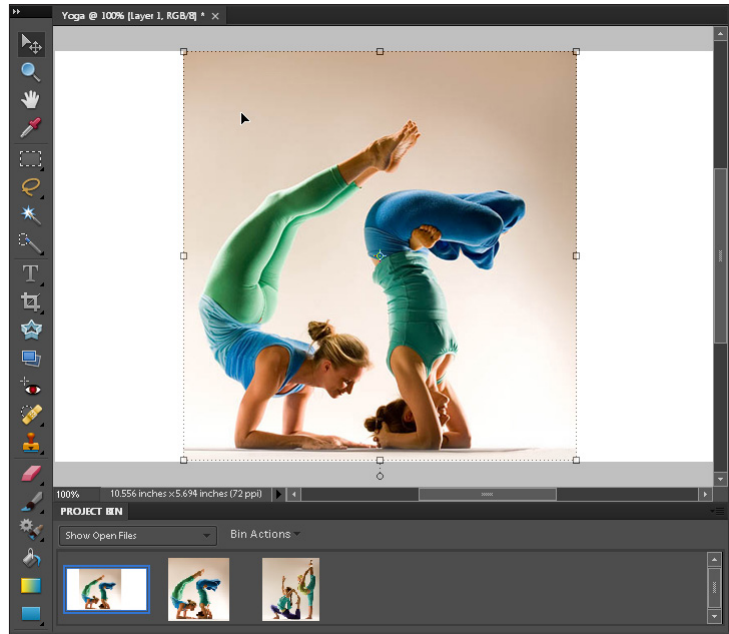 Yoga @ 100% (Layer 1, RGB/8) * ×
T
100%
10.556 inches x 5.694 inches (72 ppi)
PROJECT BIN
Show Open Files
Bin Actions